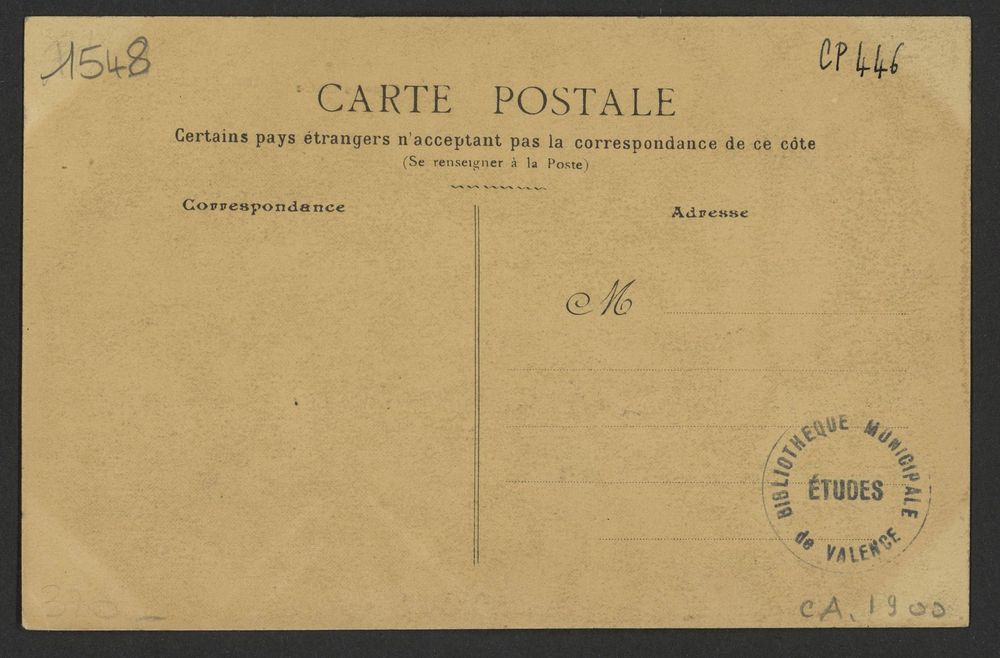 1548
CP 446
CARTE POSTALE
Certains pays étrangers n'acceptant pas la correspondance de ce côte
(Se renseigner à la Poste)
Correspondance
Adresse
M
BIBLIOTHEQUE MUNICIPALE
ÉTUDES
de VALENCE
CA. 1900